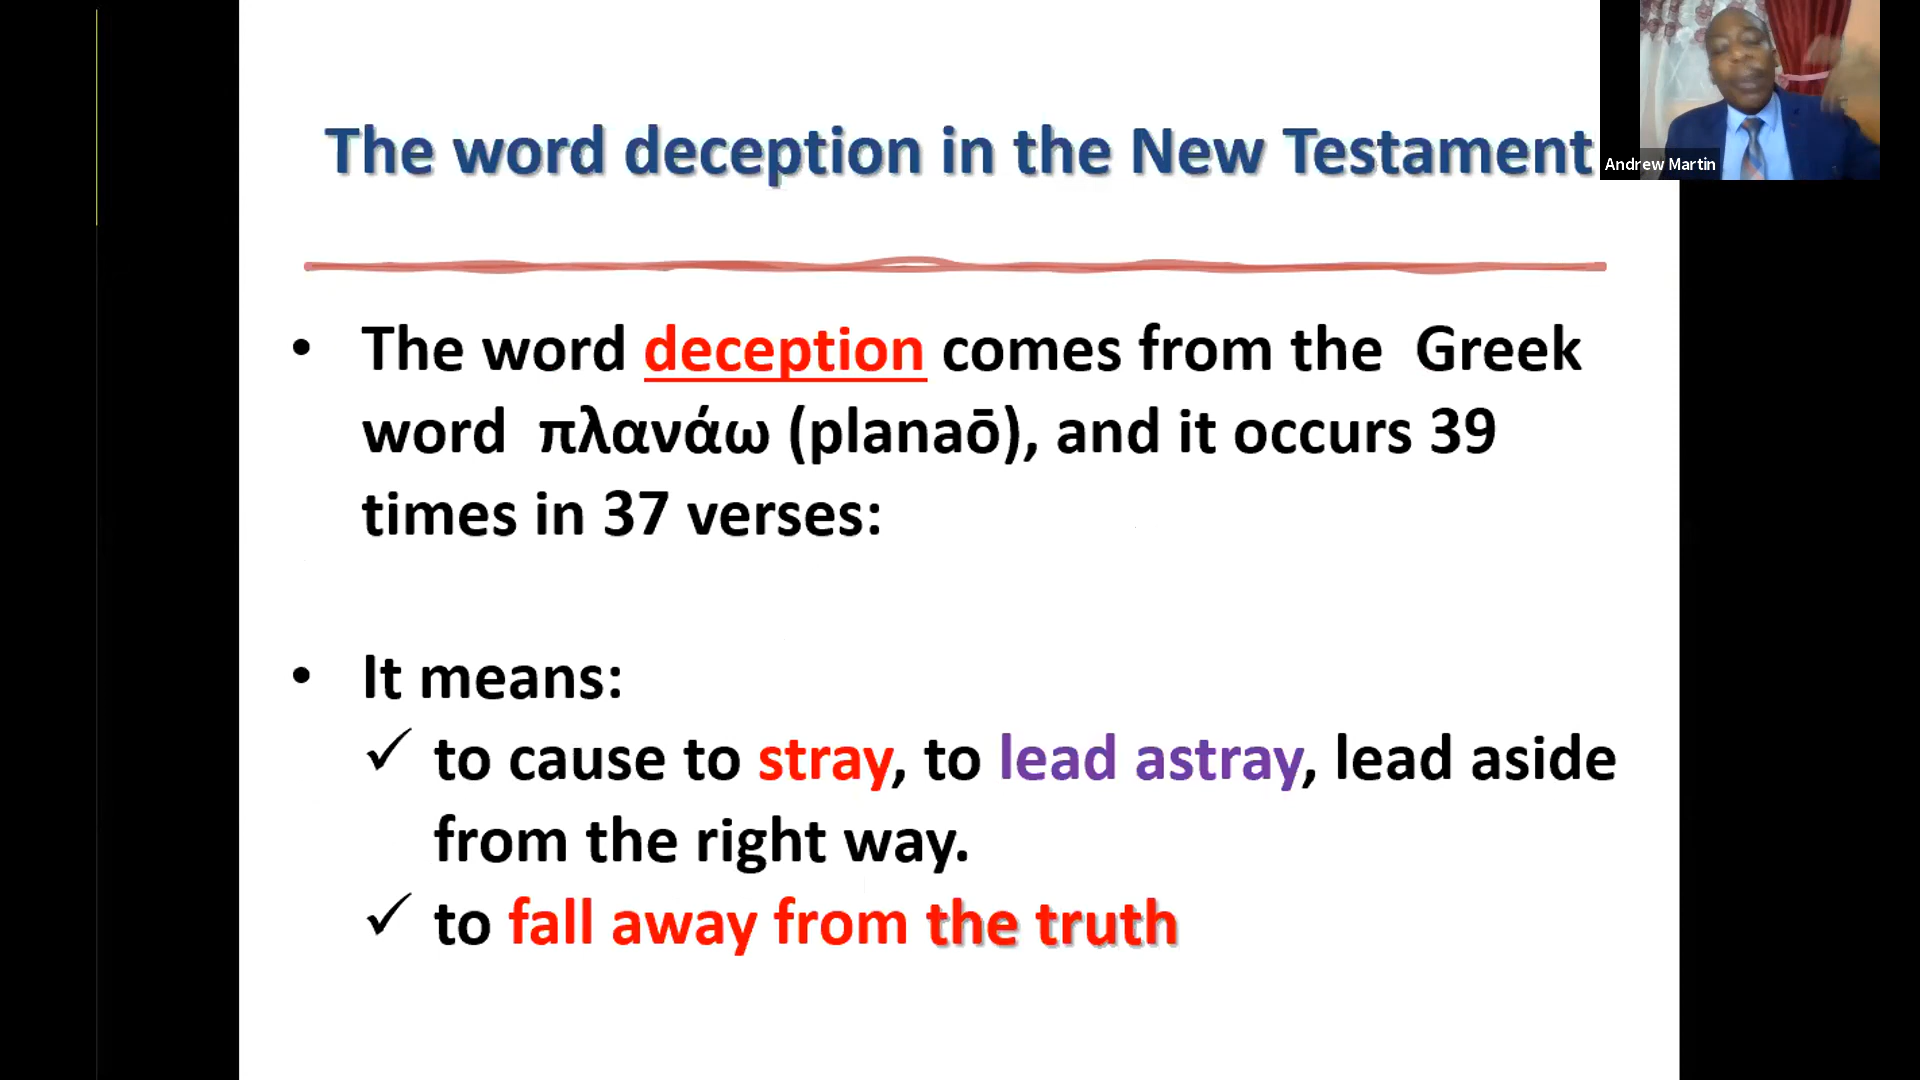 The word deception in the New Testament
Andrew Martin
• The word deception comes from the Greek
word πλανάω (planaō), and it occurs 39
times in 37 verses:
• It means:
✓ to cause to stray, to lead astray, lead aside
from the right way.
✓ to fall away from the truth